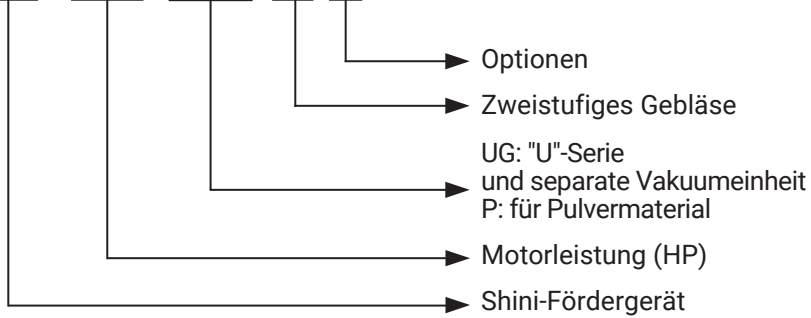 Optionen
Zweistufiges Gebläse
UG: "U"-Serie
und separate Vakuumeinheit
P: für Pulvermaterial
Motorleistung (HP)
Shini-Fördergerät